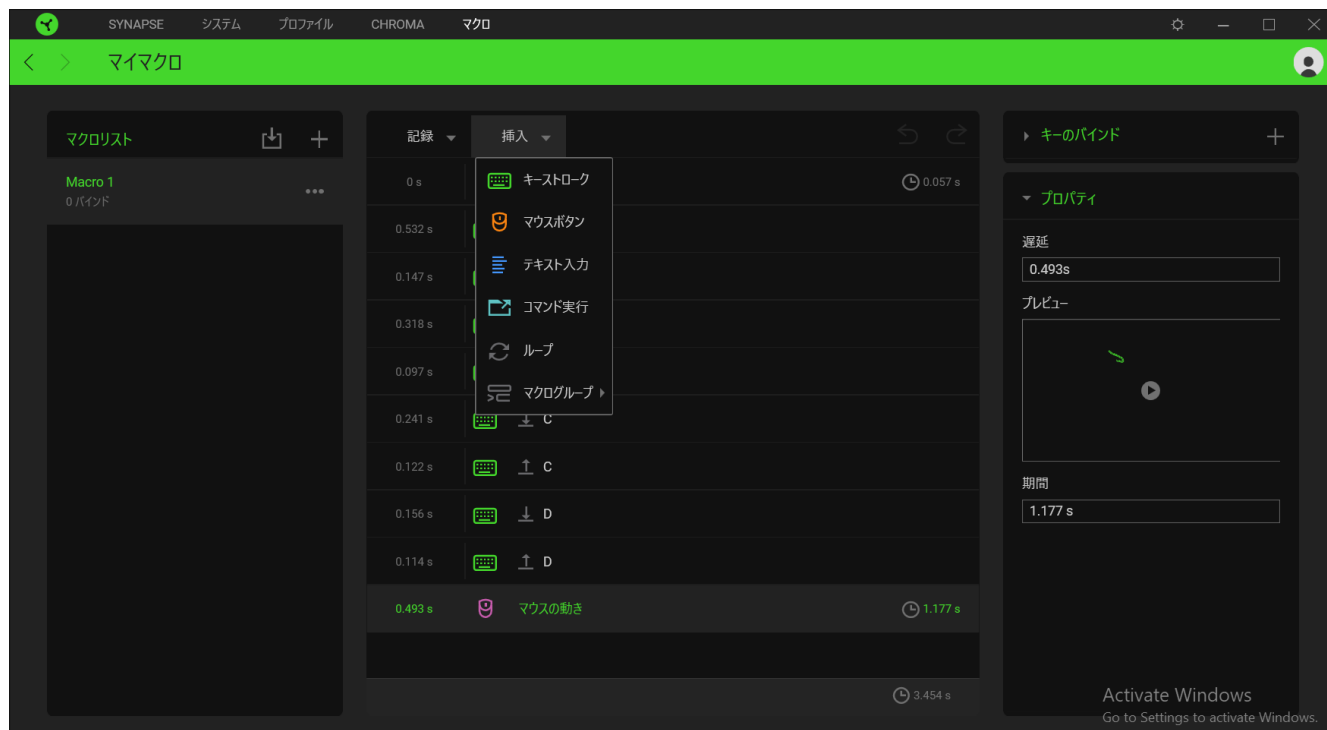 SYNAPSE システム プロファイル CHROMA マクロ
マイマクロ
マクロリスト
Macro 1
0 バインド
記録 挿入
0 s 0.057 s
0.532 s
0.147 s
0.318 s
0.097 s
0.241 s C
0.122 s C
0.156 s D
0.114 s D
0.493 s マウスの動き 1.177 s
3.454 s
キーストローク
マウスボタン
テキスト入力
コマンド実行
ループ
マクログループ
キーのバインド
プロパティ
遅延
0.493s
プレビュー
期間
1.177 s
Activate Windows
Go to Settings to activate Windows.